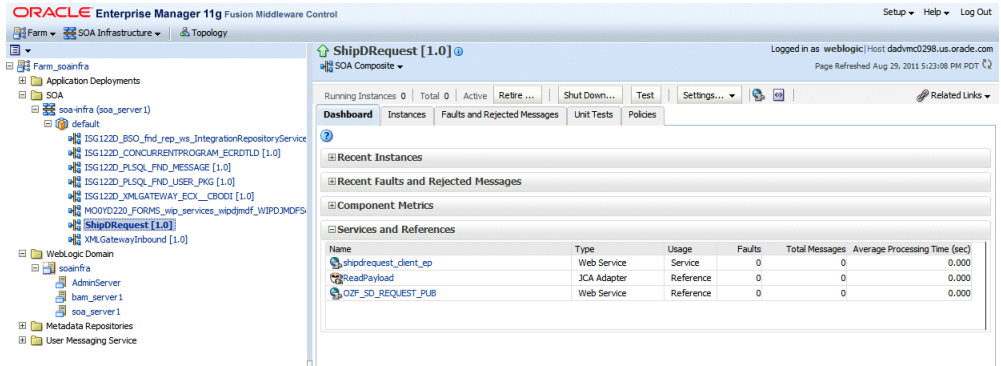 ORACLE Enterprise Manager 11g Fusion Middleware Control
Setup Help Log Out
Farm SOA Infrastructure Topology
Farm_soainfra
Application Deployments
SOA
soa-infra (soa_server1)
default
ISG122D_BSO_fnd_rep_ws_IntegrationRepositoryService
ISG122D_CONCURRENTPROGRAM_ECRDTLD [1.0]
ISG122D_PLSQL_FND_MESSAGE [1.0]
ISG122D_PLSQL_FND_USER_PKG [1.0]
ISG122D_XMLGATEWAY_ECX__CBODI [1.0]
MO0YD220_FORMS_wip_services_wipdjmdf_WIPDJMDFS
ShipDRequest [1.0]
XMLGatewayInbound [1.0]
WebLogic Domain
soainfra
AdminServer
bam_server1
soa_server1
Metadata Repositories
User Messaging Service
ShipDRequest [1.0]
Logged in as weblogic|Host dadvmc0298.us.oracle.com
SOA Composite
Page Refreshed Aug 29, 2011 5:23:08 PM PDT
Running Instances 0 Total 0 Active Retire ... Shut Down... Test Settings... Related Links
Dashboard Instances Faults and Rejected Messages Unit Tests Policies
Recent Instances
Recent Faults and Rejected Messages
Component Metrics
Services and References
Name Type Usage Faults Total Messages Average Processing Time (sec)
shipdrequest_client_ep Web Service Service 0 0 0.000
ReadPayload JCA Adapter Reference 0 0 0.000
OZF_SD_REQUEST_PUB Web Service Reference 0 0 0.000